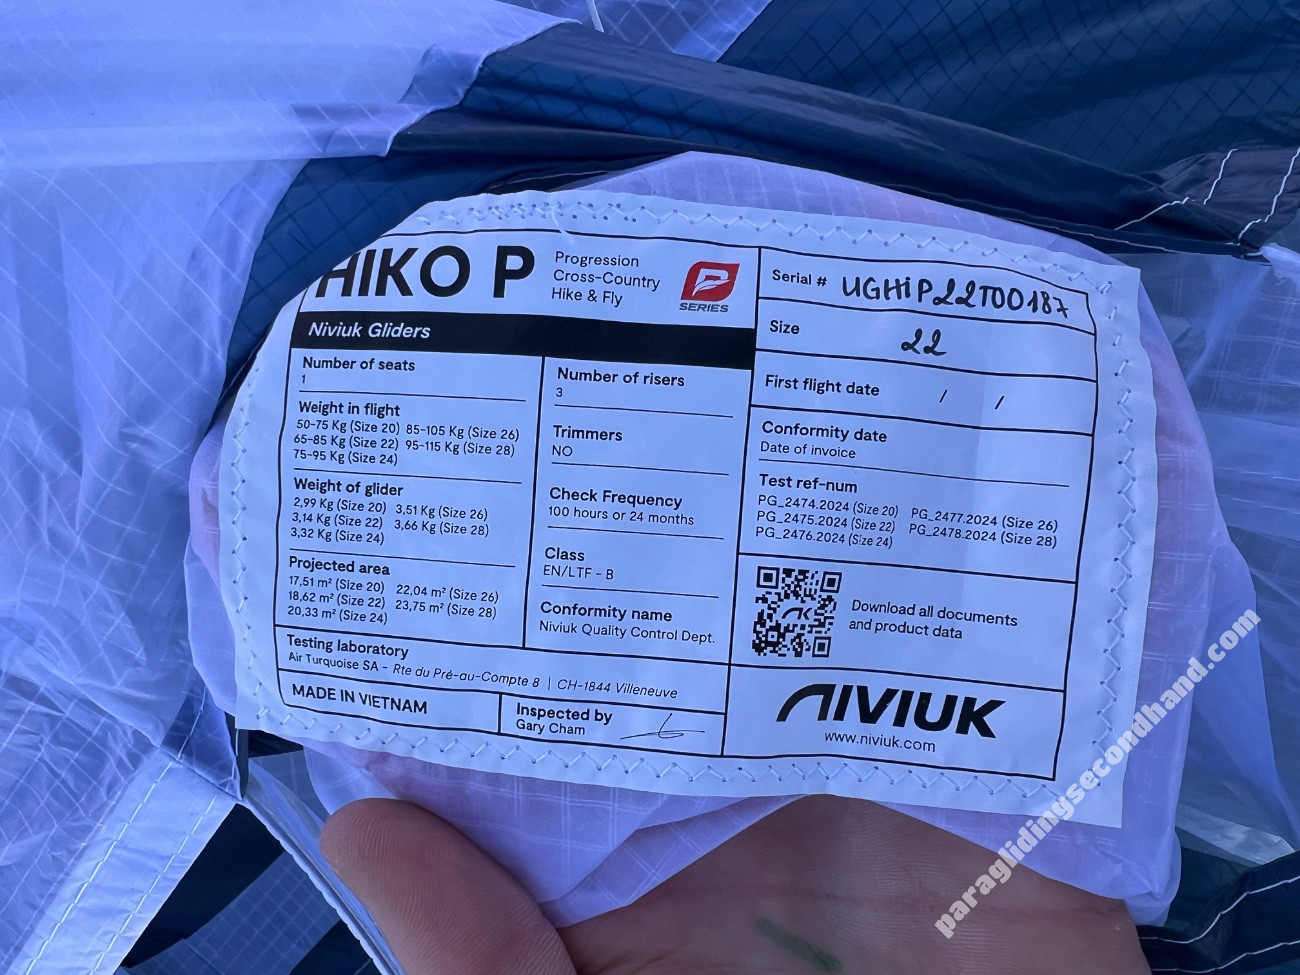 HIKO P
Progression
Cross-Country
Hike & Fly
P
SERIES
Niviuk Gliders
Number of seats
1
Weight in flight
50-75 Kg (Size 20) 85-105 Kg (Size 26)
65-85 Kg (Size 22) 95-115 Kg (Size 28)
75-95 Kg (Size 24)
Weight of glider
2,99 Kg (Size 20) 3,51 Kg (Size 26)
3,14 Kg (Size 22) 3,66 Kg (Size 28)
3,32 Kg (Size 24)
Projected area
17,51 m² (Size 20) 22,04 m² (Size 26)
18,62 m² (Size 22) 23,75 m² (Size 28)
20,33 m² (Size 24)
Number of risers
3
Trimmers
NO
Check Frequency
100 hours or 24 months
Class
EN/LTF - B
Conformity name
Niviuk Quality Control Dept.
Testing laboratory
Air Turquoise SA - Rte du Pré-au-Compte 8 | CH-1844 Villeneuve
MADE IN VIETNAM
Inspected by
Gary Cham
Serial # UGHiP22T00187
Size
22
First flight date / /
Conformity date
Date of invoice
Test ref-num
PG_2474.2024 (Size 20) PG_2477.2024 (Size 26)
PG_2475.2024 (Size 22) PG_2478.2024 (Size 28)
PG_2476.2024 (Size 24)
Download all documents
and product data
NIVIUK
www.niviuk.com
paraglidingsecondhand.com